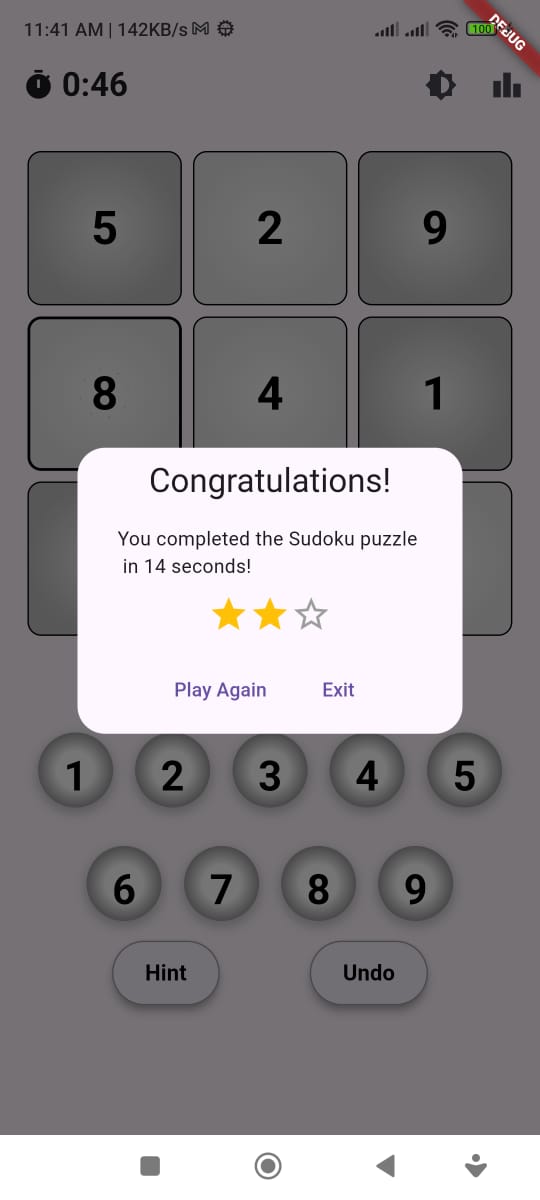 11:41 AM | 142KB/s
100
DEBUG
0:46
5 2 9
8 4 1
Congratulations!
You completed the Sudoku puzzle
in 14 seconds!
Play Again Exit
1 2 3 4 5
6 7 8 9
Hint Undo